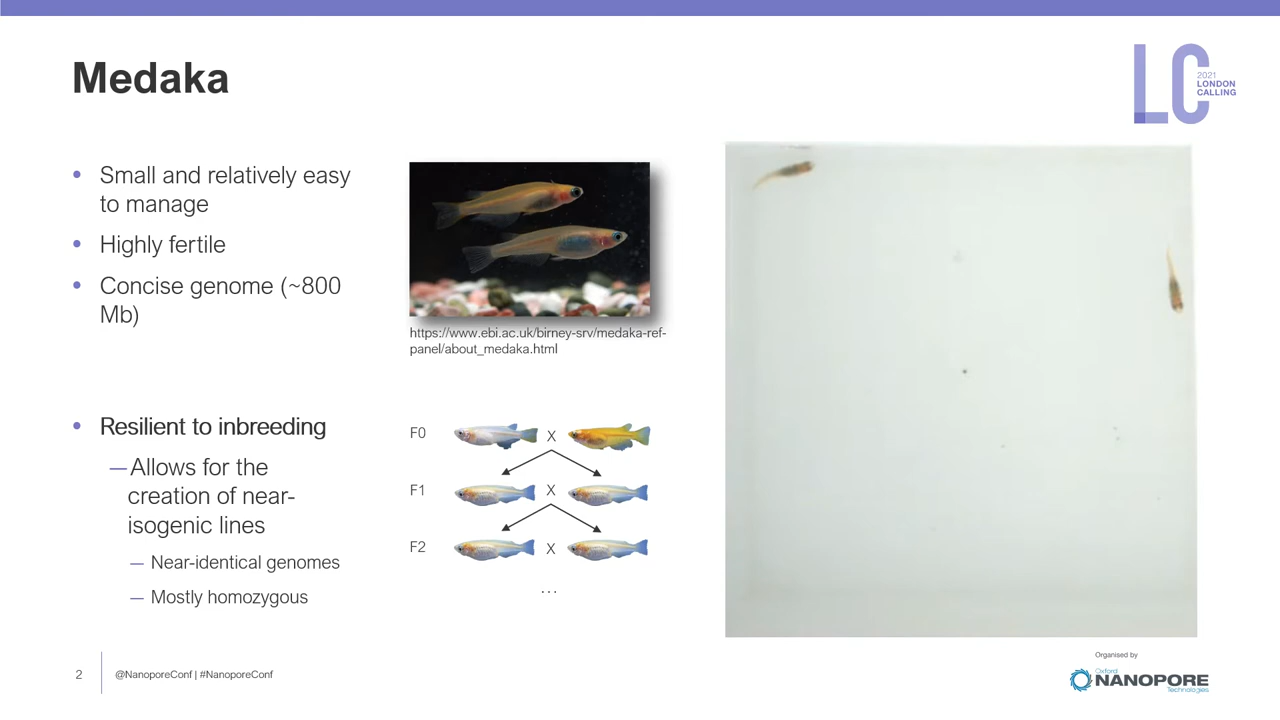 Medaka
2021
LONDON
CALLING
LC
• Small and relatively easy
to manage
• Highly fertile
• Concise genome (~800
Mb)
https://www.ebi.ac.uk/birney-srv/medaka-ref-
panel/about_medaka.html
• Resilient to inbreeding
—Allows for the
creation of near-
isogenic lines
— Near-identical genomes
— Mostly homozygous
F0 X
F1 X
F2 X
...
2 @NanoporeConf | #NanoporeConf
Organised by
Oxford
NANOPORE
Technologies